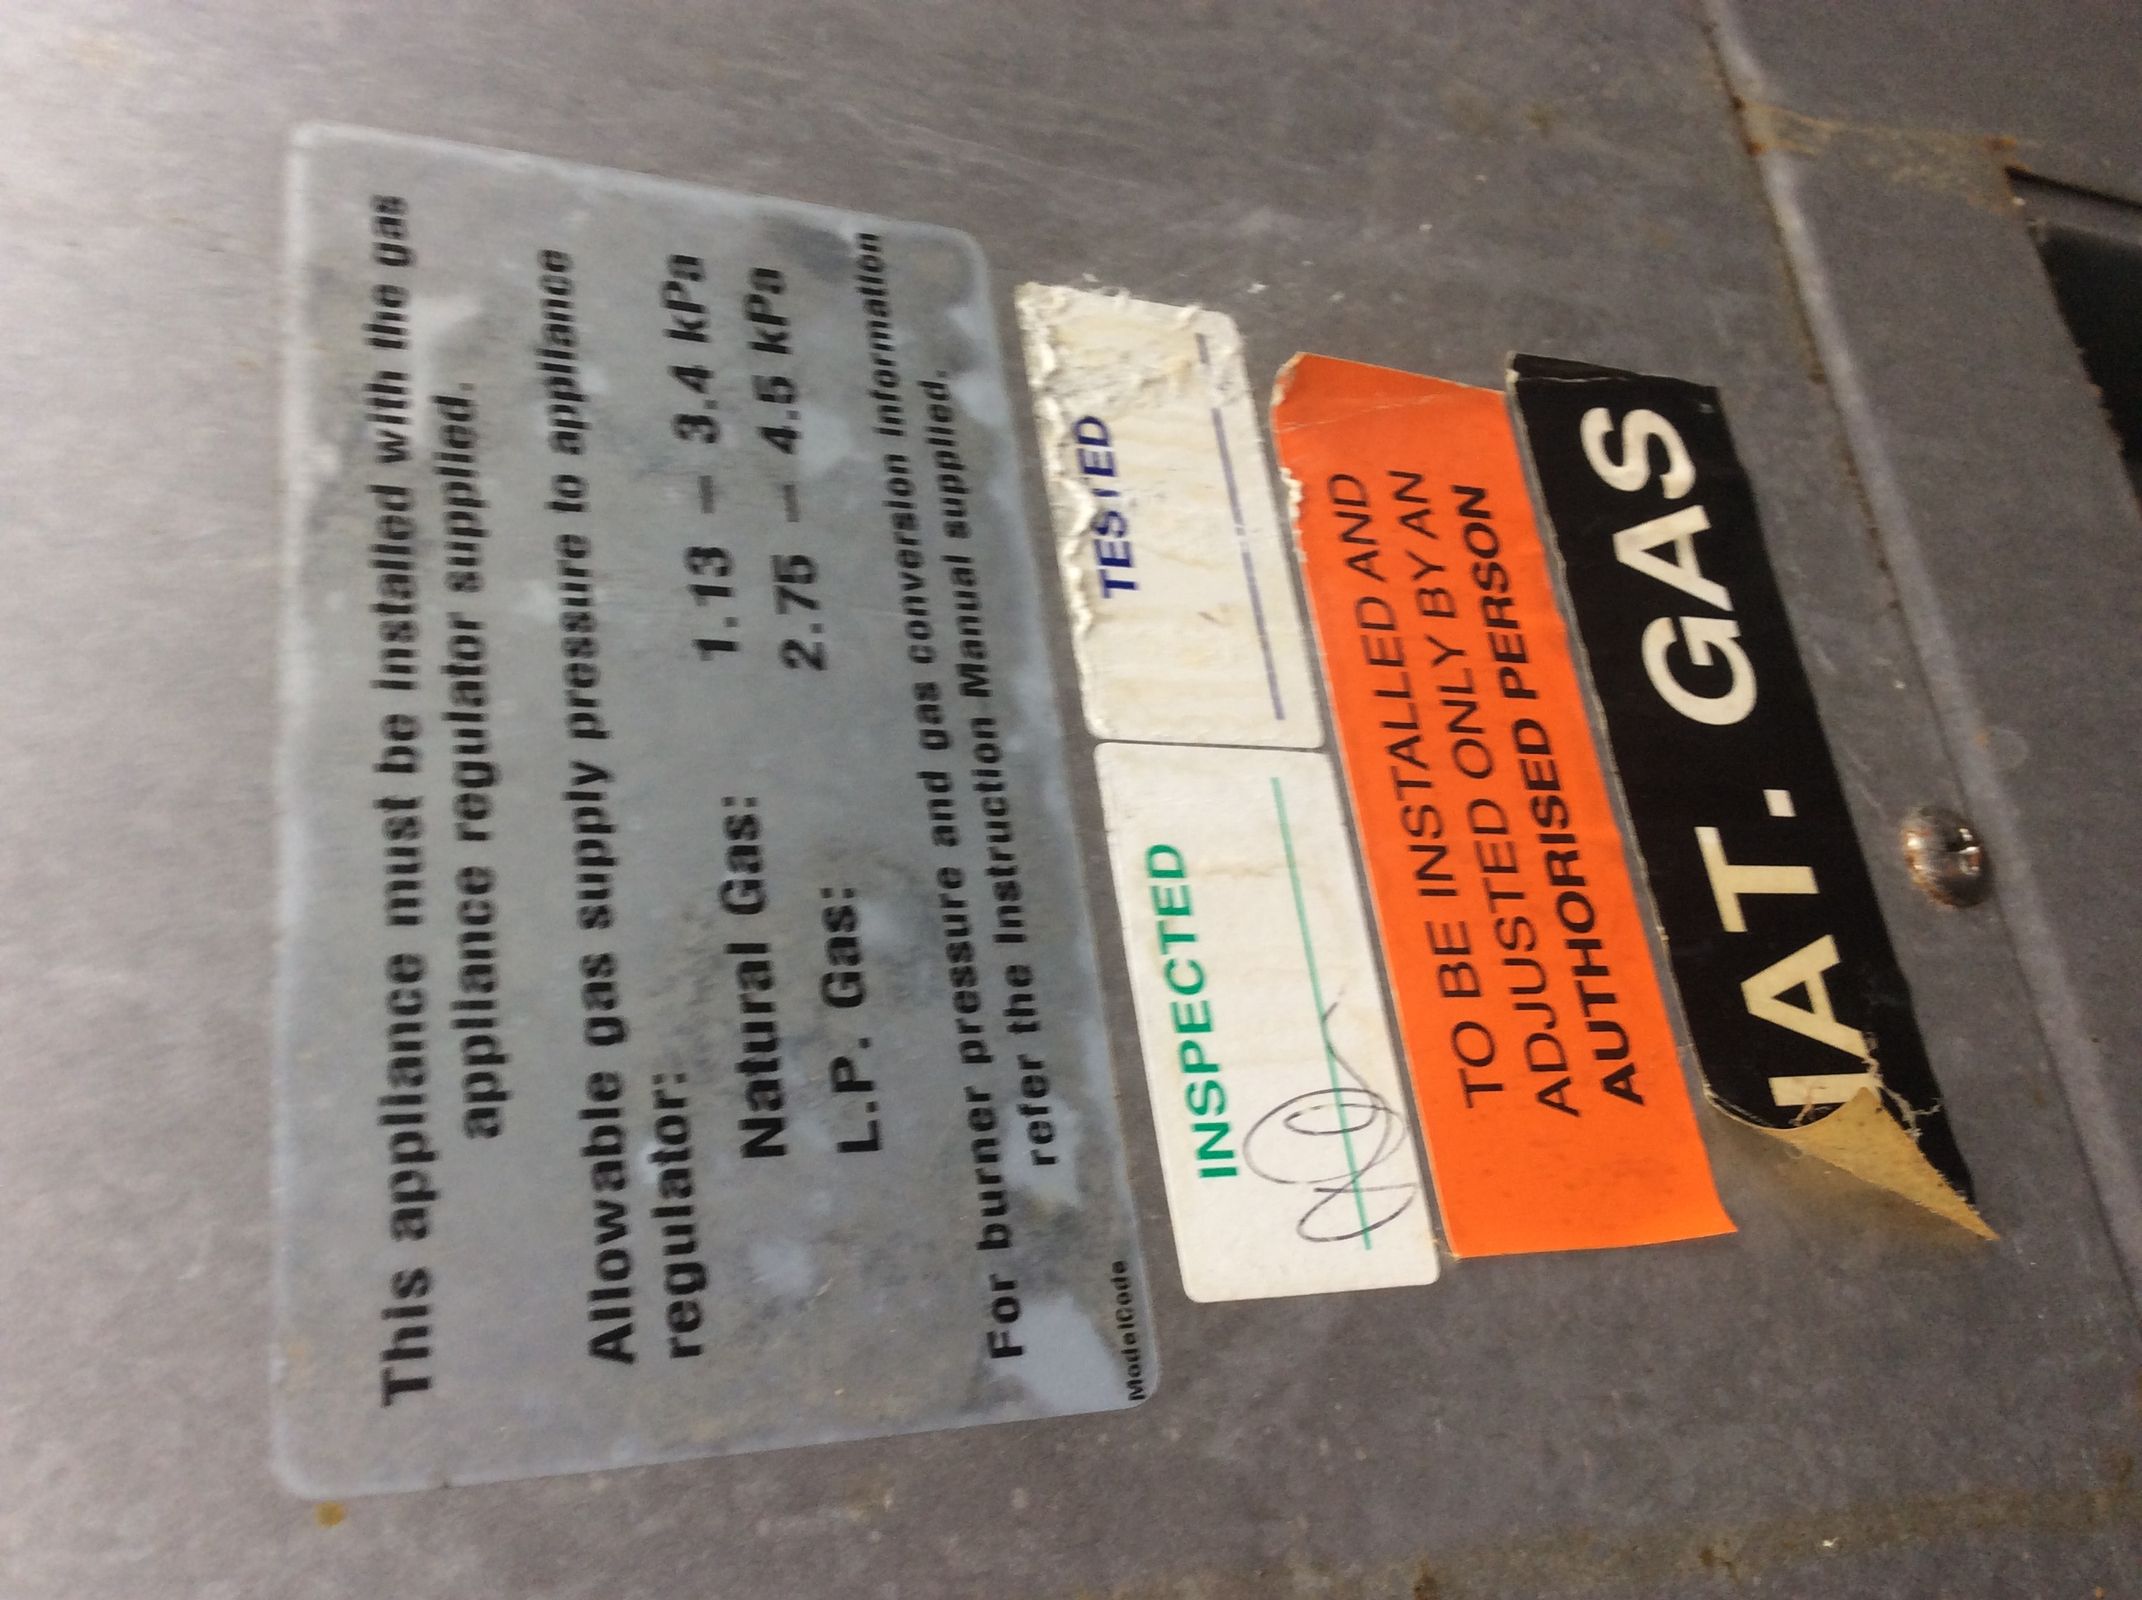 This appliance must be installed with the gas
appliance regulator supplied.
Allowable gas supply pressure to appliance
regulator:
Natural Gas: 1.13 – 3.4 kPa
L.P. Gas: 2.75 – 4.5 kPa
For burner pressure and gas conversion information
refer the Instruction Manual supplied.
ModelCode
INSPECTED
TESTED
TO BE INSTALLED AND
ADJUSTED ONLY BY AN
AUTHORISED PERSON
NAT. GAS